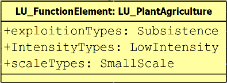 LU_FunctionElement: LU_PlantAgriculture
+exploitionTypes: Subsistence
+IntensityTypes: LowIntensity
+scaleTypes: SmallScale